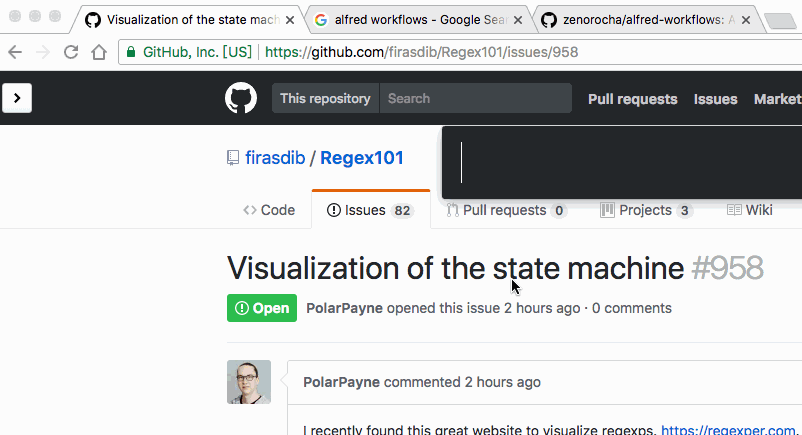 Visualization of the state mach
alfred workflows - Google Sear
zenorocha/alfred-workflows: A
GitHub, Inc. [US] | https://github.com/firasdib/Regex101/issues/958
This repository Search Pull requests Issues Market
firasdib / Regex101
Code Issues 82 Pull requests 0 Projects 3 Wiki
Visualization of the state machine #958
Open PolarPayne opened this issue 2 hours ago · 0 comments
PolarPayne commented 2 hours ago
I recently found this great website to visualize regexps, https://regexper.com,